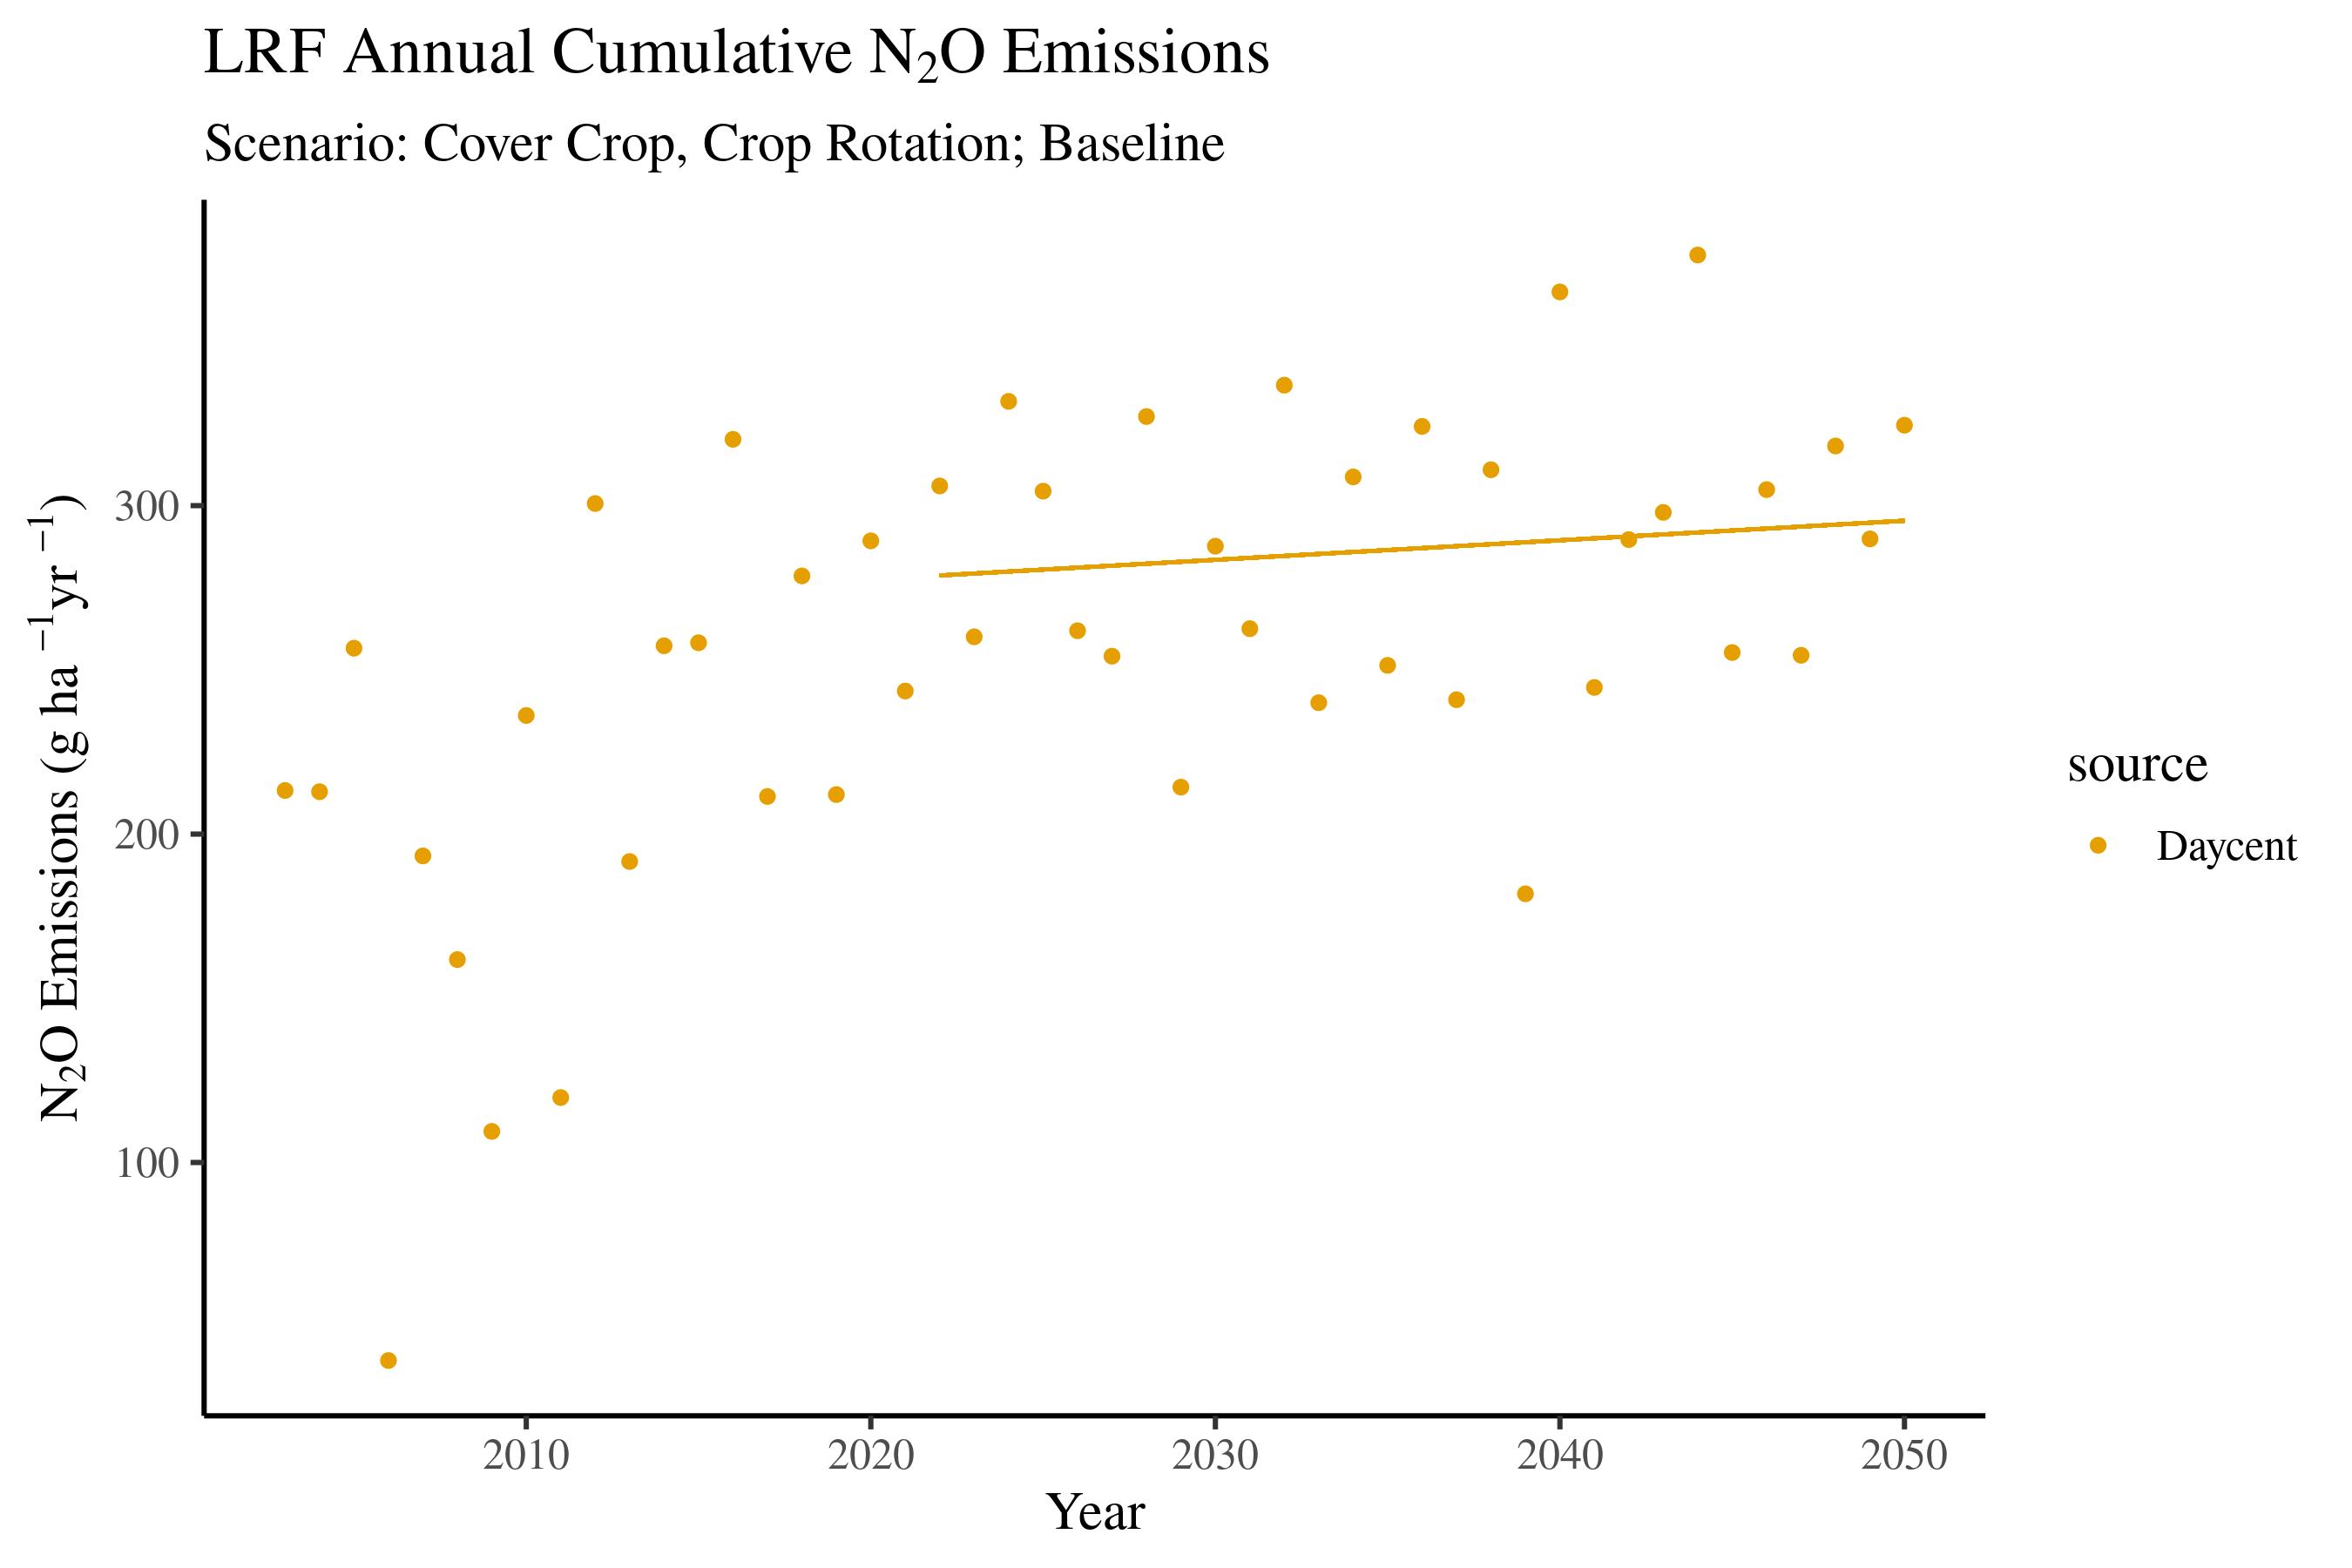 LRF Annual Cumulative N₂O Emissions
Scenario: Cover Crop, Crop Rotation; Baseline
N₂O Emissions (g ha⁻¹yr⁻¹)
300
200
100
2010 2020 2030 2040 2050
Year
source
Daycent